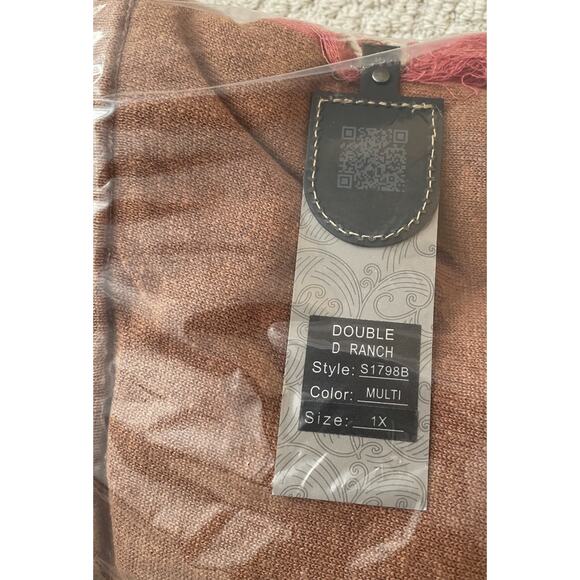 DOUBLE
D RANCH
Style: S1798B
Color: MULTI
Size: 1X